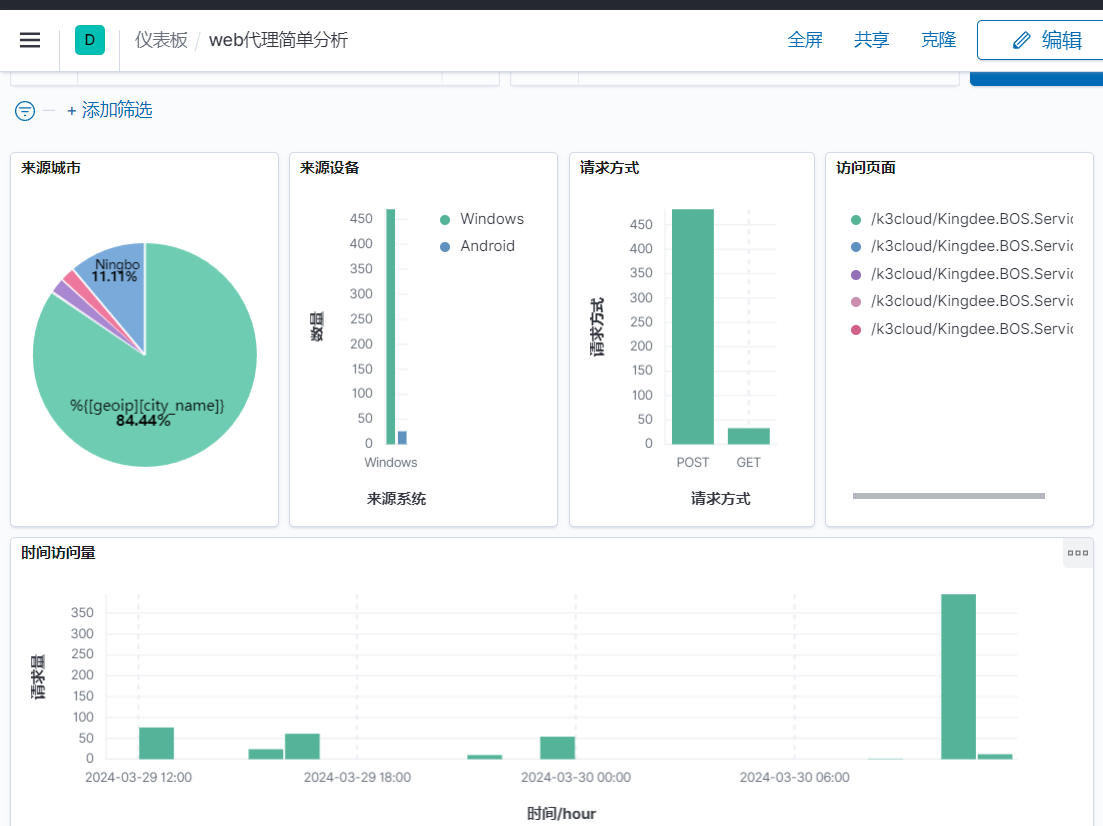 D 仪表板 / web代理简单分析 全屏 共享 克隆 编辑
+ 添加筛选
来源城市
Ningbo
11.11%
%{[geoip][city_name]}
84.44%
来源设备
450
400
350
300
250
200
150
100
50
0
数量
Windows
来源系统
Windows
Android
请求方式
450
400
350
300
250
200
150
100
50
0
请求方式
POST GET
请求方式
访问页面
/k3cloud/Kingdee.BOS.Servic
/k3cloud/Kingdee.BOS.Servic
/k3cloud/Kingdee.BOS.Servic
/k3cloud/Kingdee.BOS.Servic
/k3cloud/Kingdee.BOS.Servic
时间访问量
350
300
250
200
150
100
50
0
请求量
2024-03-29 12:00 2024-03-29 18:00 2024-03-30 00:00 2024-03-30 06:00
时间/hour